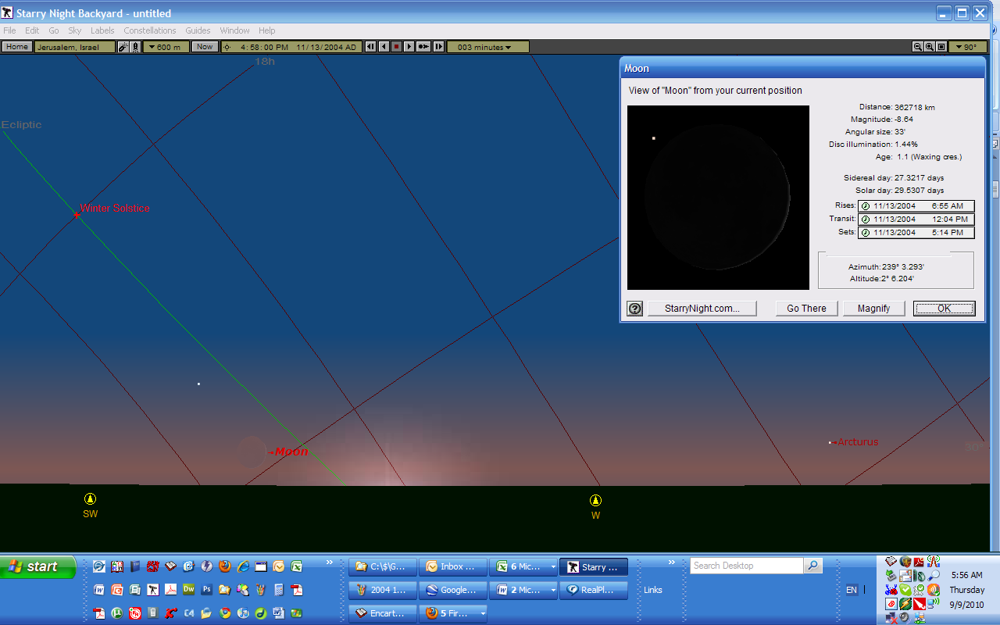 Starry Night Backyard - untitled
File Edit Go Sky Labels Constellations Guides Window Help
Home Jerusalem, Israel 600 m Now 4:58:00 PM 11/13/2004 AD 003 minutes 90°
18h
Ecliptic
Winter Solstice
Moon
Arcturus
30°
SW
W
Moon
View of "Moon" from your current position
Distance: 362718 km
Magnitude: -8.64
Angular size: 33'
Disc illumination: 1.44%
Age: 1.1 (Waxing cres.)
Sidereal day: 27.3217 days
Solar day: 29.5307 days
Rises: 11/13/2004 6:55 AM
Transit: 11/13/2004 12:04 PM
Sets: 11/13/2004 5:14 PM
Azimuth: 239° 3.293'
Altitude: 2° 6.204'
StarryNight.com... Go There Magnify OK
start
C:\$\G... Inbox ... 6 Mic... Starry ...
2004 1... Google... 2 Mic... RealPl...
Encart... 5 Fir...
Search Desktop
Links
EN
5:56 AM
Thursday
9/9/2010